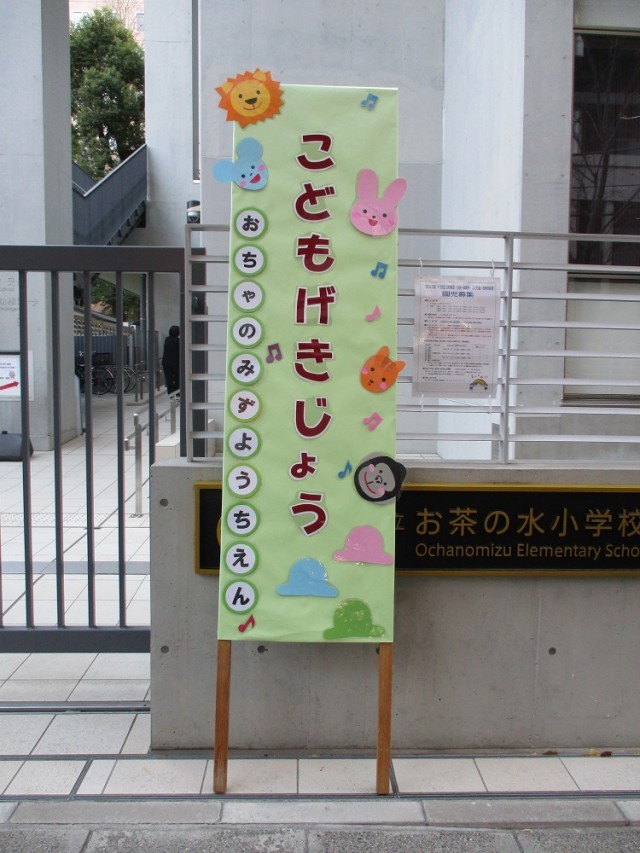 こどもげきじょう
おちゃのみずようちえん
園児募集
立お茶の水小学校
Ochanomizu Elementary Scho